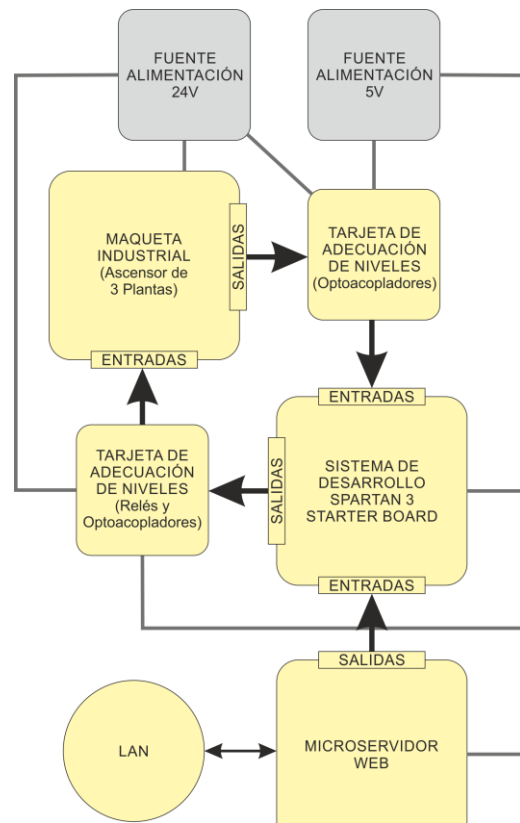 FUENTE
ALIMENTACIÓN
24V
FUENTE
ALIMENTACIÓN
5V
MAQUETA
INDUSTRIAL
(Ascensor de
3 Plantas)
SALIDAS
ENTRADAS
TARJETA DE
ADECUACIÓN
DE NIVELES
(Optoacopladores)
TARJETA DE
ADECUACIÓN
DE NIVELES
(Relés y
Optoacopladores)
ENTRADAS
SALIDAS
SISTEMA DE
DESARROLLO
SPARTAN 3
STARTER BOARD
ENTRADAS
SALIDAS
LAN
MICROSERVIDOR
WEB